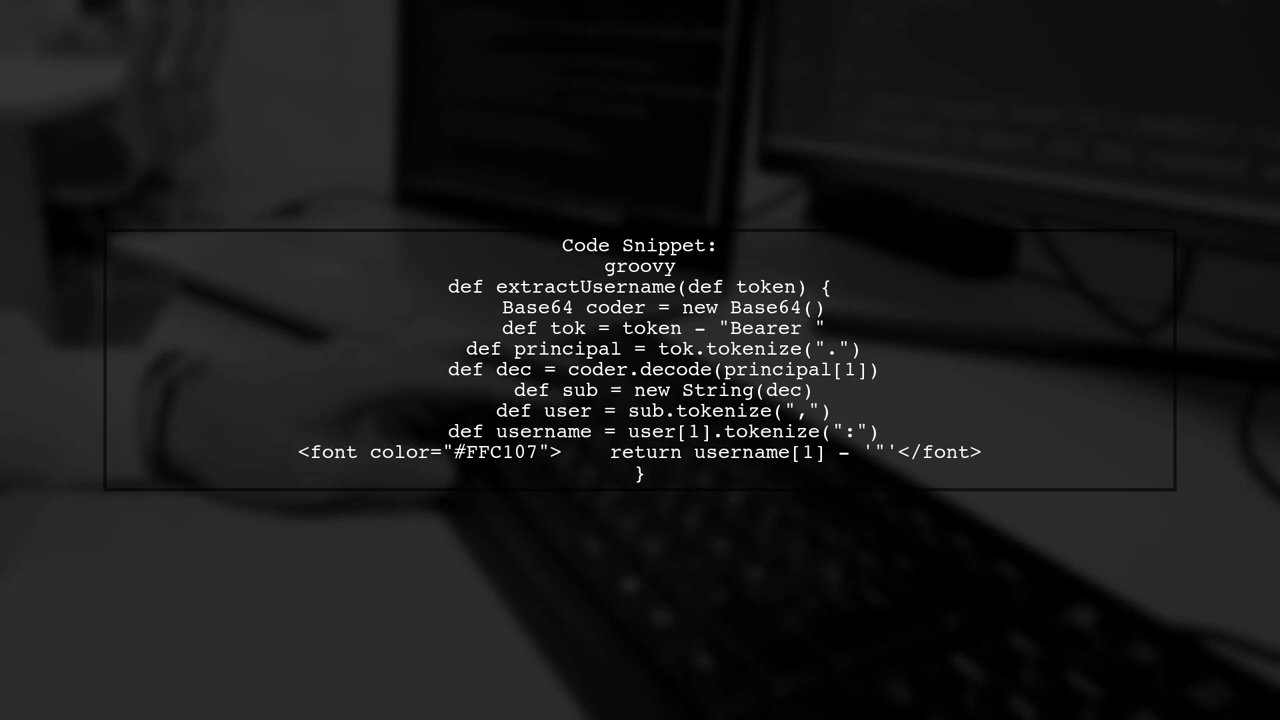 Code Snippet:
groovy
def extractUsername(def token) {
    Base64 coder = new Base64()
    def tok = token - "Bearer "
    def principal = tok.tokenize(".")
    def dec = coder.decode(principal[1])
    def sub = new String(dec)
    def user = sub.tokenize(",")
    def username = user[1].tokenize(":")
<font color="#FFC107">    return username[1] - '"'</font>
}